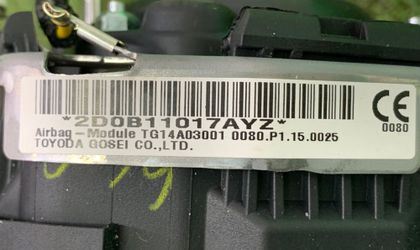 *2D0B11017AYZ*
Airbag - Module TG14A03001 0080.P1.15.0025
TOYODA GOSEI CO.,LTD.
CE
0080